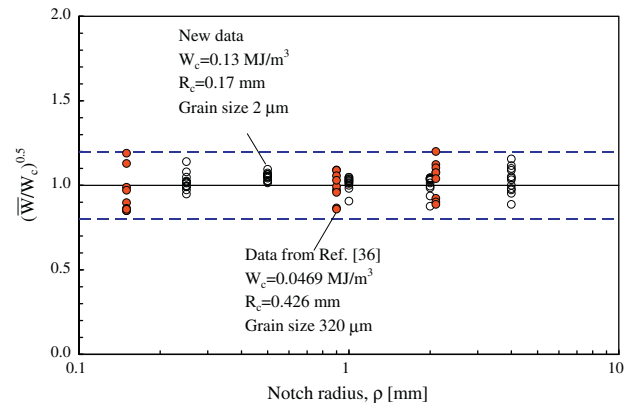 2.0
1.5
1.0
0.5
0.0
(W̅/W_c)^0.5
New data
W_c=0.13 MJ/m^3
R_c=0.17 mm
Grain size 2 μm
Data from Ref. [36]
W_c=0.0469 MJ/m^3
R_c=0.426 mm
Grain size 320 μm
0.1 1 10
Notch radius, ρ [mm]